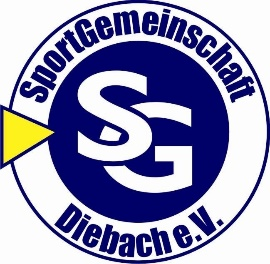 SportGemeinschaft
SG
Diebach e.V.